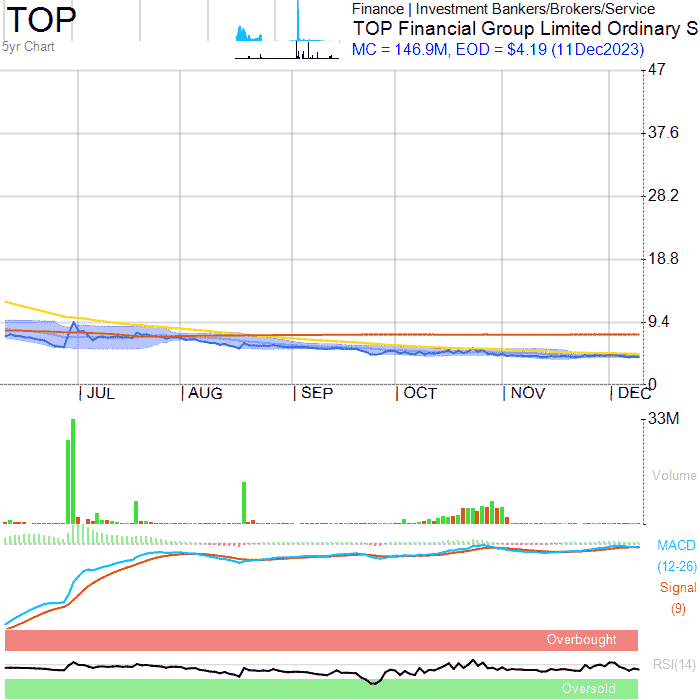 TOP
5yr Chart
Finance | Investment Bankers/Brokers/Service
TOP Financial Group Limited Ordinary S
MC = 146.9M, EOD = $4.19 (11Dec2023)
47
37.6
28.2
18.8
9.4
0
JUL
AUG
SEP
OCT
NOV
DEC
33M
Volume
MACD
(12-26)
Signal
(9)
Overbought
RSI(14)
Oversold